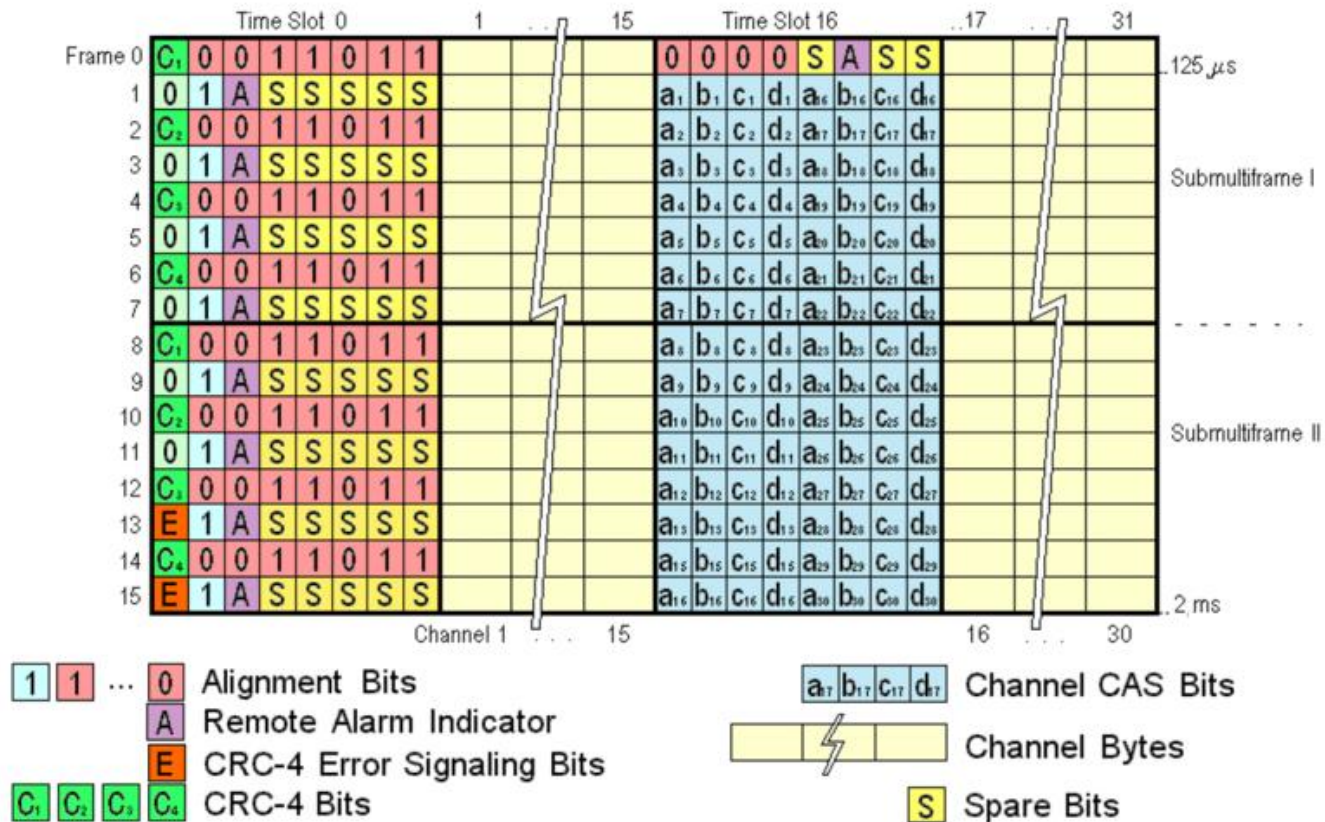 Time Slot 0 1 . . . 15 Time Slot 16 ..17 . . . 31
Frame 0 C₁ 0 0 1 1 0 1 1 0 0 0 0 S A S S ..125 µs
1 0 1 A S S S S S a₁ b₁ c₁ d₁ a₁₆ b₁₆ c₁₆ d₁₆
2 C₂ 0 0 1 1 0 1 1 a₂ b₂ c₂ d₂ a₁₇ b₁₇ c₁₇ d₁₇
3 0 1 A S S S S S a₃ b₃ c₃ d₃ a₁₈ b₁₈ c₁₈ d₁₈
Submultiframe I
4 C₃ 0 0 1 1 0 1 1 a₄ b₄ c₄ d₄ a₁₉ b₁₉ c₁₉ d₁₉
5 0 1 A S S S S S a₅ b₅ c₅ d₅ a₂₀ b₂₀ c₂₀ d₂₀
6 C₄ 0 0 1 1 0 1 1 a₆ b₆ c₆ d₆ a₂₁ b₂₁ c₂₁ d₂₁
7 0 1 A S S S S S a₇ b₇ c₇ d₇ a₂₂ b₂₂ c₂₂ d₂₂
8 C₁ 0 0 1 1 0 1 1 a₈ b₈ c₈ d₈ a₂₃ b₂₃ c₂₃ d₂₃
9 0 1 A S S S S S a₉ b₉ c₉ d₉ a₂₄ b₂₄ c₂₄ d₂₄
10 C₂ 0 0 1 1 0 1 1 a₁₀ b₁₀ c₁₀ d₁₀ a₂₅ b₂₅ c₂₅ d₂₅
Submultiframe II
11 0 1 A S S S S S a₁₁ b₁₁ c₁₁ d₁₁ a₂₆ b₂₆ c₂₆ d₂₆
12 C₃ 0 0 1 1 0 1 1 a₁₂ b₁₂ c₁₂ d₁₂ a₂₇ b₂₇ c₂₇ d₂₇
13 E 1 A S S S S S a₁₃ b₁₃ c₁₃ d₁₃ a₂₈ b₂₈ c₂₈ d₂₈
14 C₄ 0 0 1 1 0 1 1 a₁₅ b₁₅ c₁₅ d₁₅ a₂₉ b₂₉ c₂₉ d₂₉
15 E 1 A S S S S S a₁₆ b₁₆ c₁₆ d₁₆ a₃₀ b₃₀ c₃₀ d₃₀ ..2 ms
Channel 1 . . . 15 16 . . . 30
1 1 ... 0 Alignment Bits
A Remote Alarm Indicator
E CRC-4 Error Signaling Bits
C₁ C₂ C₃ C₄ CRC-4 Bits
a₁₇ b₁₇ c₁₇ d₁₇ Channel CAS Bits
Channel Bytes
S Spare Bits